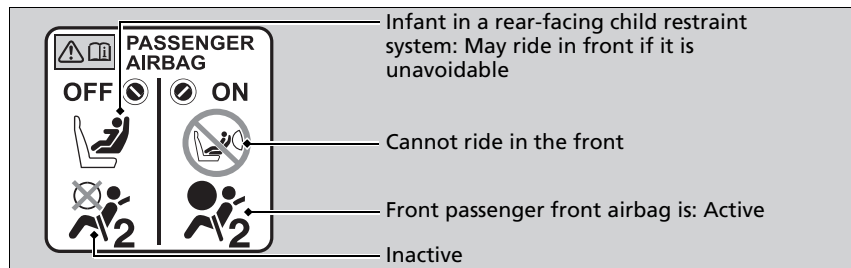 PASSENGER
AIRBAG
OFF ON
2 2
Infant in a rear-facing child restraint
system: May ride in front if it is
unavoidable
Cannot ride in the front
Front passenger front airbag is: Active
Inactive